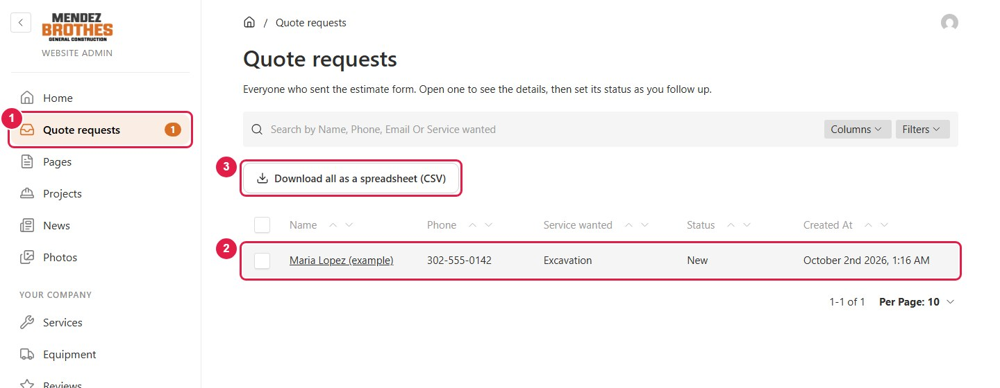 MENDEZ
BROTHES
GENERAL CONSTRUCTION
WEBSITE ADMIN
Home
1
Quote requests 1
Pages
Projects
News
Photos
YOUR COMPANY
Services
Equipment
Reviews
/ Quote requests
Quote requests
Everyone who sent the estimate form. Open one to see the details, then set its status as you follow up.
Search by Name, Phone, Email Or Service wanted Columns Filters
3 Download all as a spreadsheet (CSV)
Name Phone Service wanted Status Created At
2
Maria Lopez (example) 302-555-0142 Excavation New October 2nd 2026, 1:16 AM
1-1 of 1 Per Page: 10